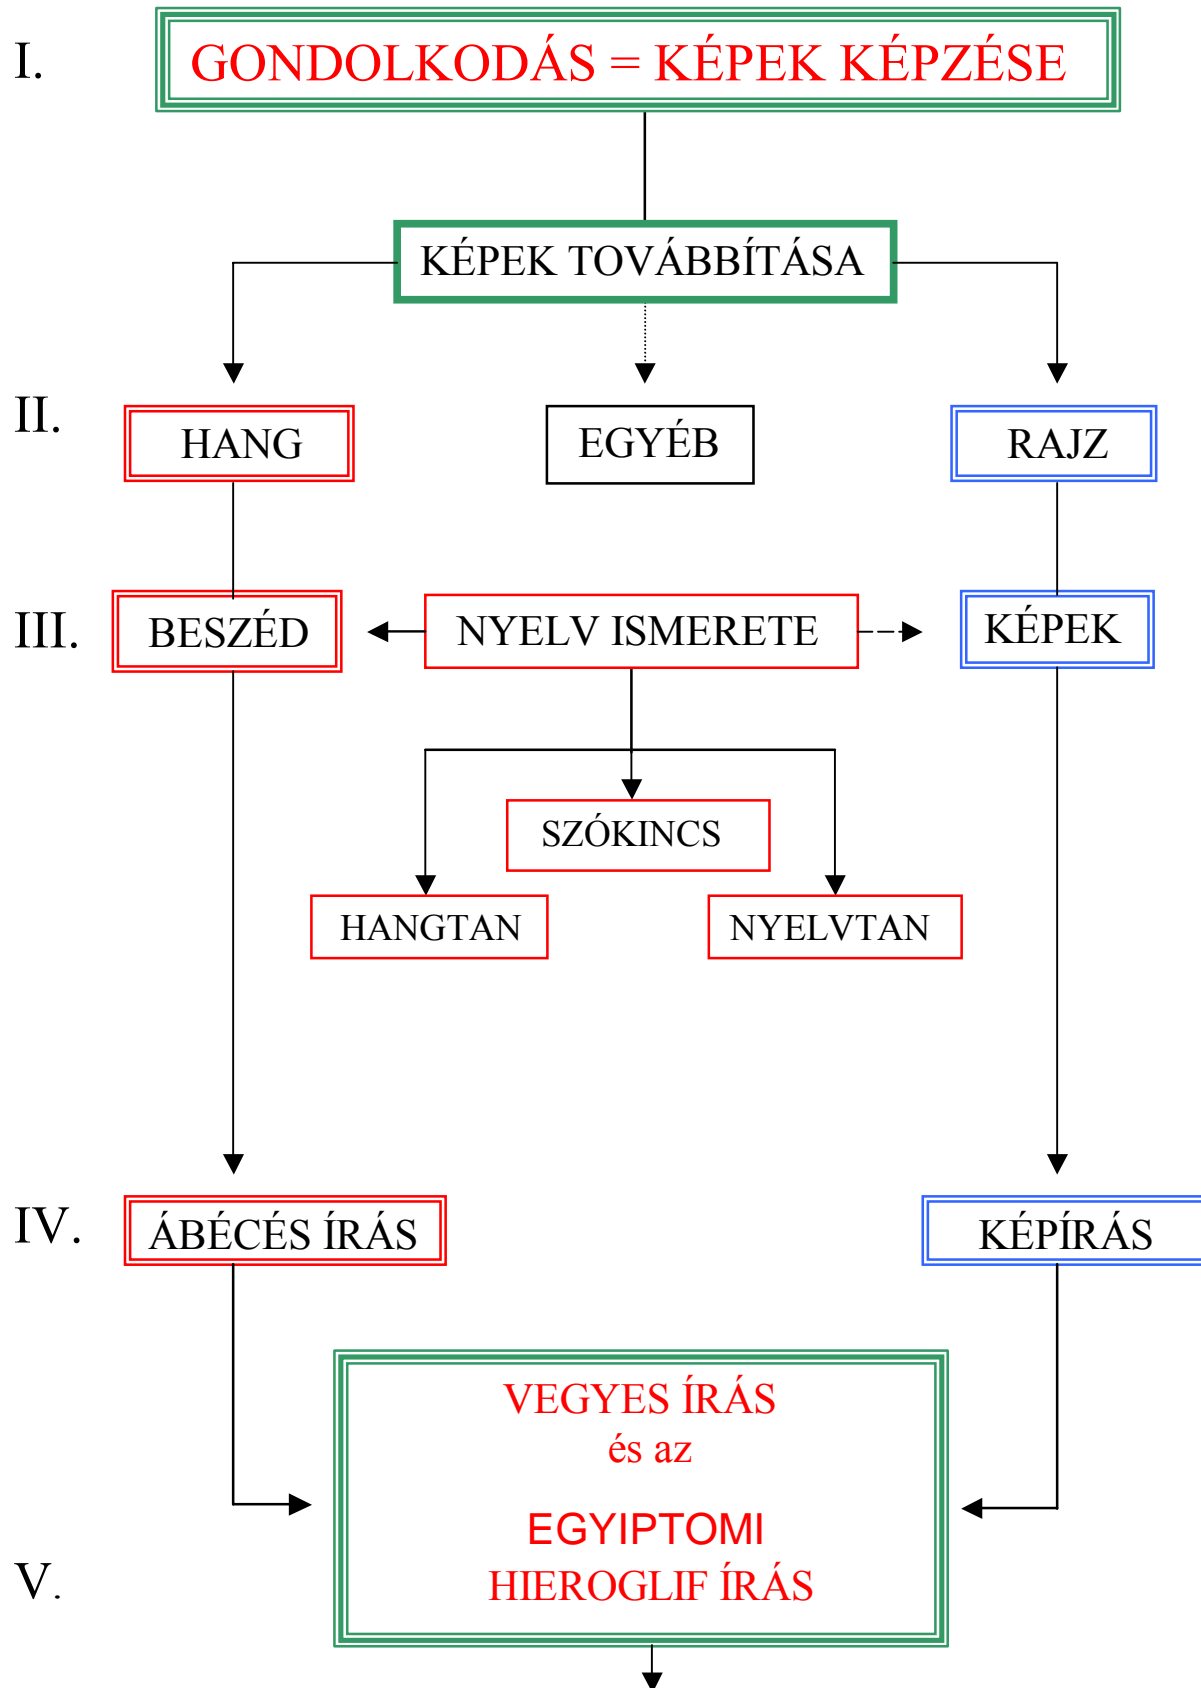 I.
GONDOLKODÁS = KÉPEK KÉPZÉSE
KÉPEK TOVÁBBÍTÁSA
II.
HANG
EGYÉB
RAJZ
III.
BESZÉD
NYELV ISMERETE
KÉPEK
SZÓKINCS
HANGTAN
NYELVTAN
IV.
ÁBÉCÉS ÍRÁS
KÉPÍRÁS
VEGYES ÍRÁS
és az
EGYIPTOMI
HIEROGLIF ÍRÁS
V.